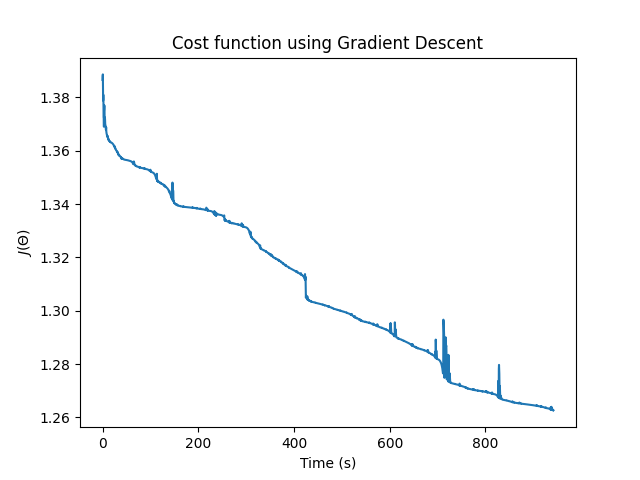 Cost function using Gradient Descent
J(Θ)
1.38
1.36
1.34
1.32
1.30
1.28
1.26
0 200 400 600 800
Time (s)